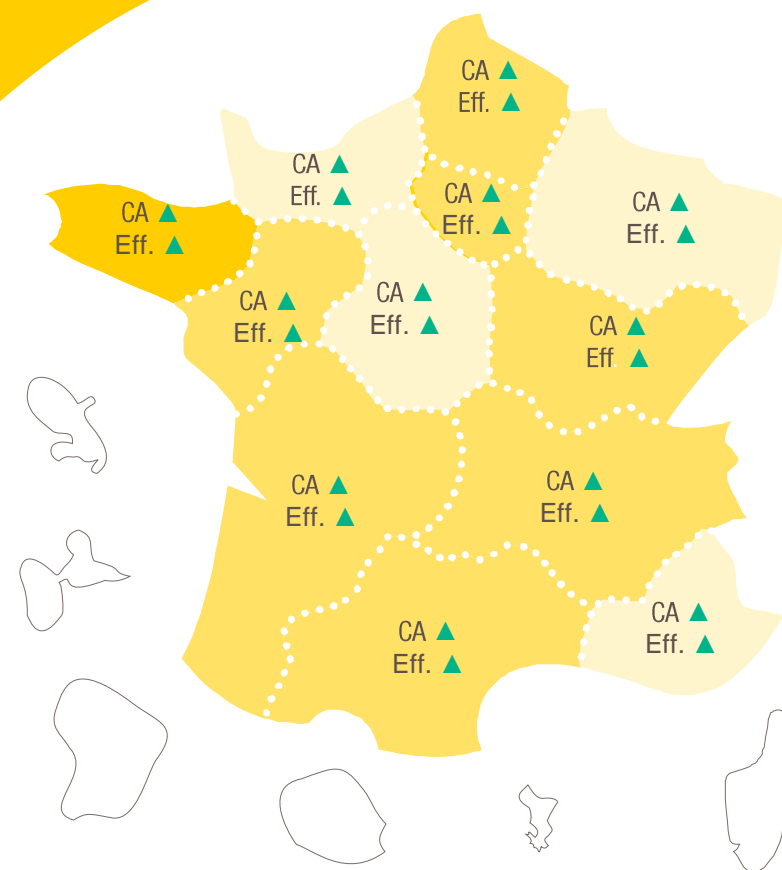 CA ▲
Eff. ▲
CA ▲
Eff. ▲
CA ▲
Eff. ▲
CA ▲
Eff. ▲
CA ▲
Eff. ▲
CA ▲
Eff. ▲
CA ▲
Eff. ▲
CA ▲
Eff ▲
CA ▲
Eff. ▲
CA ▲
Eff. ▲
CA ▲
Eff. ▲
CA ▲
Eff. ▲